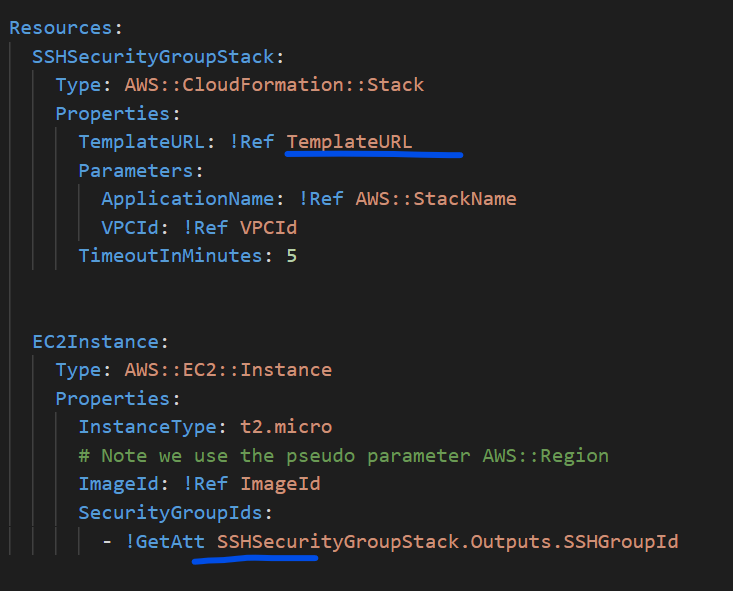 Resources:
SSHSecurityGroupStack:
Type: AWS::CloudFormation::Stack
Properties:
TemplateURL: !Ref TemplateURL
Parameters:
ApplicationName: !Ref AWS::StackName
VPCId: !Ref VPCId
TimeoutInMinutes: 5
EC2Instance:
Type: AWS::EC2::Instance
Properties:
InstanceType: t2.micro
# Note we use the pseudo parameter AWS::Region
ImageId: !Ref ImageId
SecurityGroupIds:
- !GetAtt SSHSecurityGroupStack.Outputs.SSHGroupId